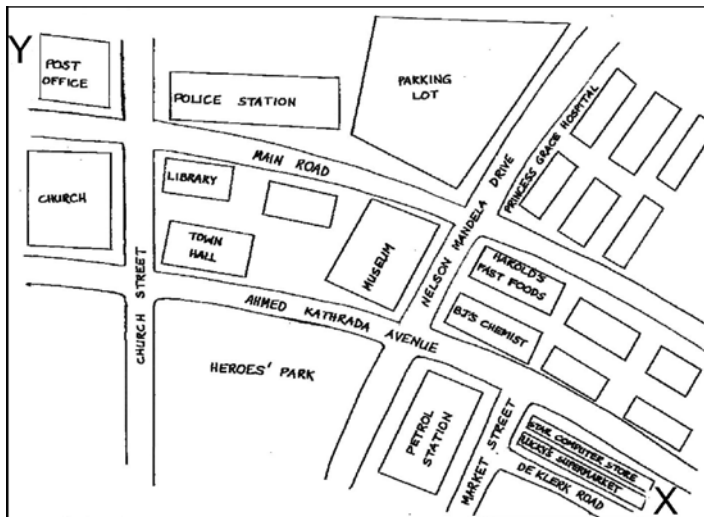 Y
POST
OFFICE
POLICE STATION
PARKING
LOT
PRINCESS GRACE HOSPITAL
MAIN ROAD
LIBRARY
CHURCH
TOWN
HALL
MUSEUM
NELSON MANDELA DRIVE
HAROLD'S
FAST FOODS
BJ'S CHEMIST
CHURCH STREET
AHMED KATHRADA AVENUE
HEROES' PARK
PETROL
STATION
MARKET STREET
STAR COMPUTER STORE
LUCKY'S SUPERMARKET
DE KLERK ROAD
X